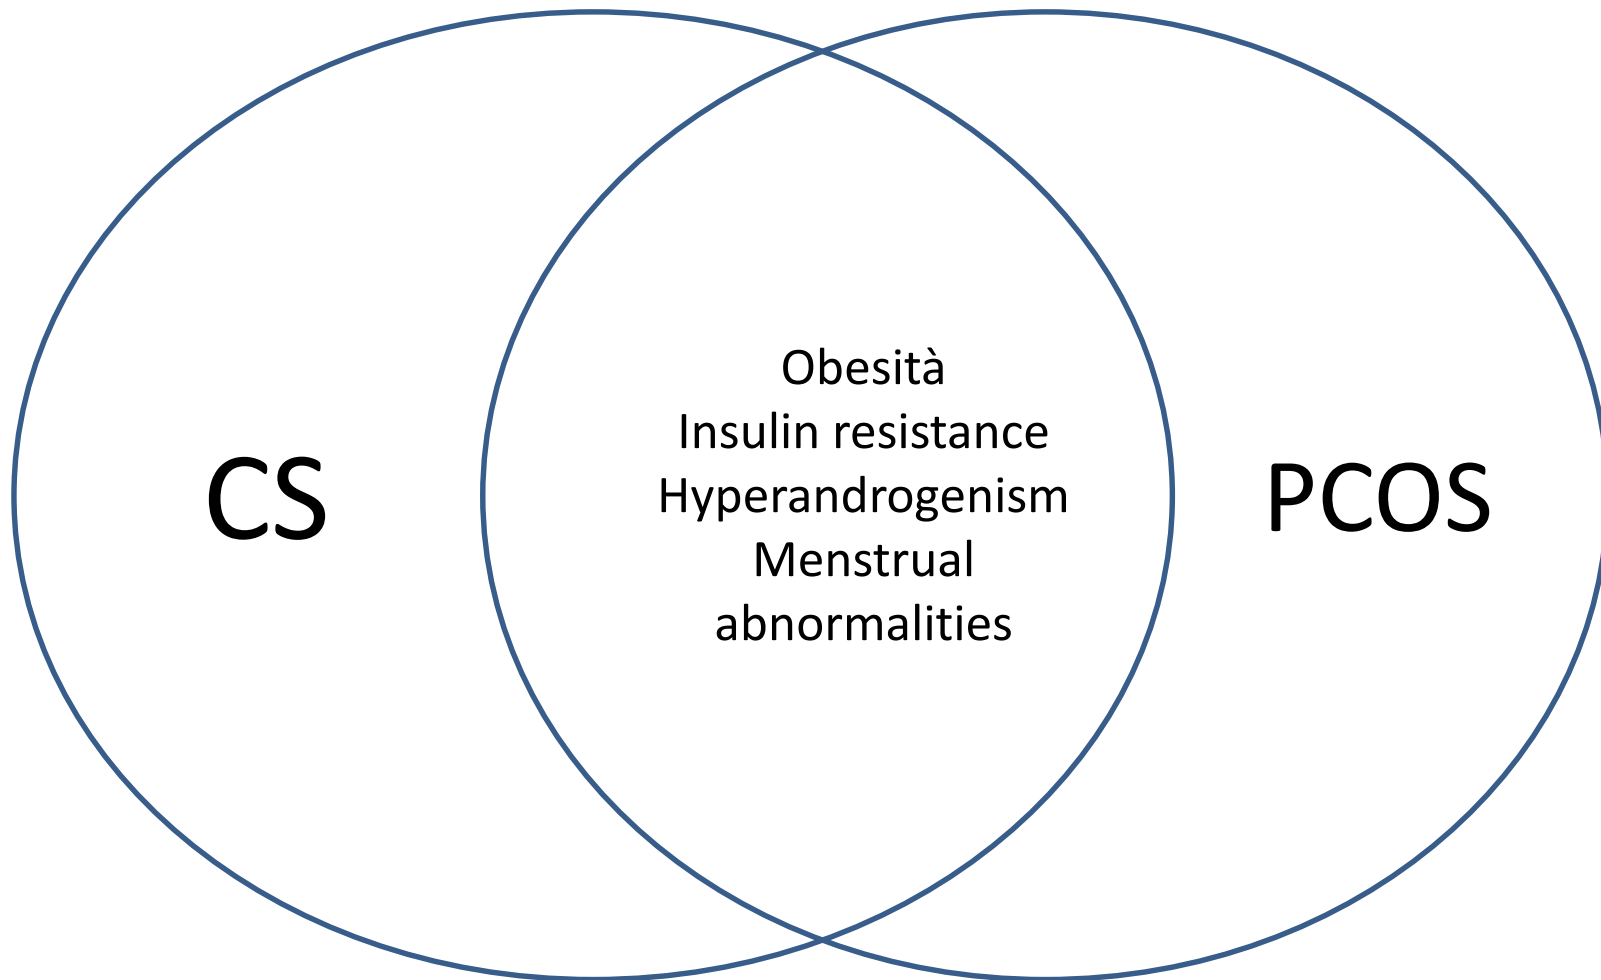 CS
Obesità
Insulin resistance
Hyperandrogenism
Menstrual
abnormalities
PCOS